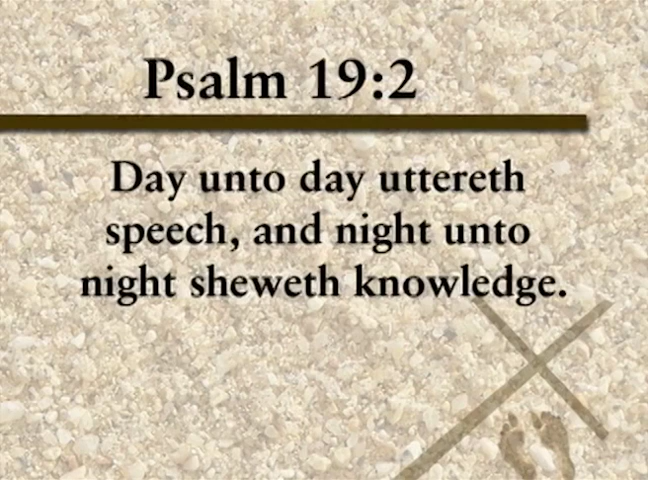 Psalm 19:2
Day unto day uttereth
speech, and night unto
night sheweth knowledge.